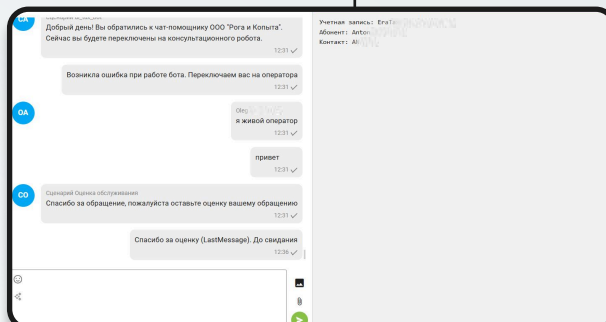 ОА
Добрый день! Вы обратились к чат-помощнику ООО "Рога и Копыта".
Сейчас вы будете переключены на консультационного робота.
12:31
Возникла ошибка при работе бота. Переключаем вас на оператора
12:31
OA
Oleg
я живой оператор
12:31
привет
12:31
CO
Сценарий Оценка обслуживания
Спасибо за обращение, пожалуйста оставьте оценку вашему обращению
12:31
Спасибо за оценку (LastMessage). До свидания
12:36
Учетная запись:
Абонент: Anton
Контакт: